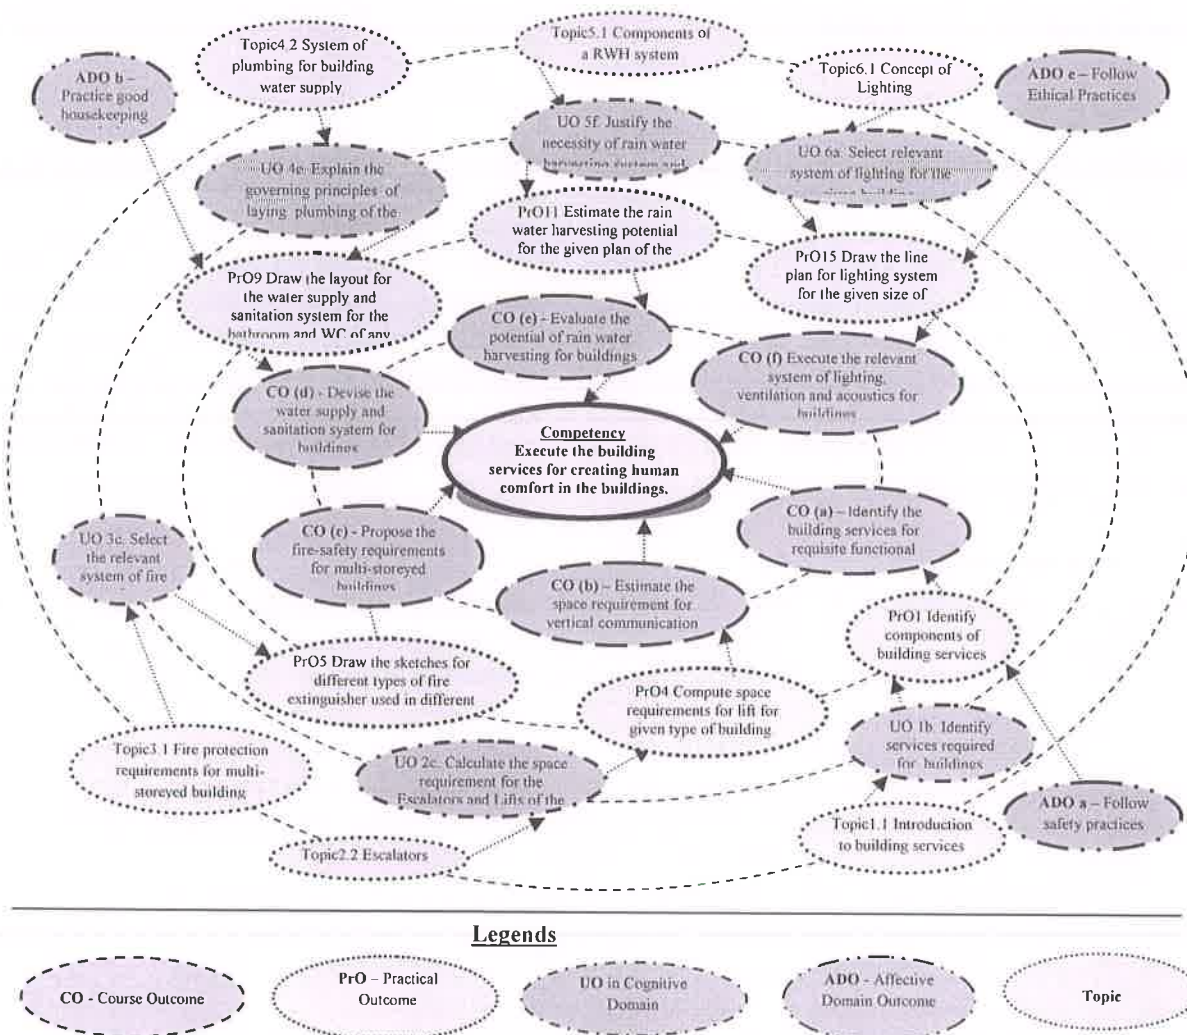 Topic4.2 System of
plumbing for building
water supply
Topic5.1 Components of
a RWH system
Topic6.1 Concept of
Lighting
ADO b –
Practice good
housekeeping
ADO e – Follow
Ethical Practices
UO 4e. Explain the
governing principles of
laying, plumbing of the
UO 5f. Justify the
necessity of rain water
harvesting system and
UO 6a. Select relevant
system of lighting for the
given building
PrO11 Estimate the rain
water harvesting potential
for the given plan of the
PrO9 Draw the layout for
the water supply and
sanitation system for the
bathroom and WC of any
PrO15 Draw the line
plan for lighting system
for the given size of
CO (e) - Evaluate the
potential of rain water
harvesting for buildings
CO (d) - Devise the
water supply and
sanitation system for
buildings
CO (f) Execute the relevant
system of lighting,
ventilation and acoustics for
buildings
Competency
Execute the building
services for creating human
comfort in the buildings.
CO (c) - Propose the
fire-safety requirements
for multi-storeyed
buildings
CO (a) – Identify the
building services for
requisite functional
UO 3c. Select
the relevant
system of fire
CO (b) – Estimate the
space requirement for
vertical communication
PrO1 Identify
components of
building services
PrO5 Draw the sketches for
different types of fire
extinguisher used in different
PrO4 Compute space
requirements for lift for
given type of building
Topic3.1 Fire protection
requirements for multi-
storeyed building
UO 2c. Calculate the space
requirement for the
Escalators and Lifts of the
UO 1b. Identify
services required
for buildings
Topic2.2 Escalators
Topic1.1 Introduction
to building services
ADO a – Follow
safety practices
Legends
CO - Course Outcome
PrO – Practical
Outcome
UO in Cognitive
Domain
ADO - Affective
Domain Outcome
Topic